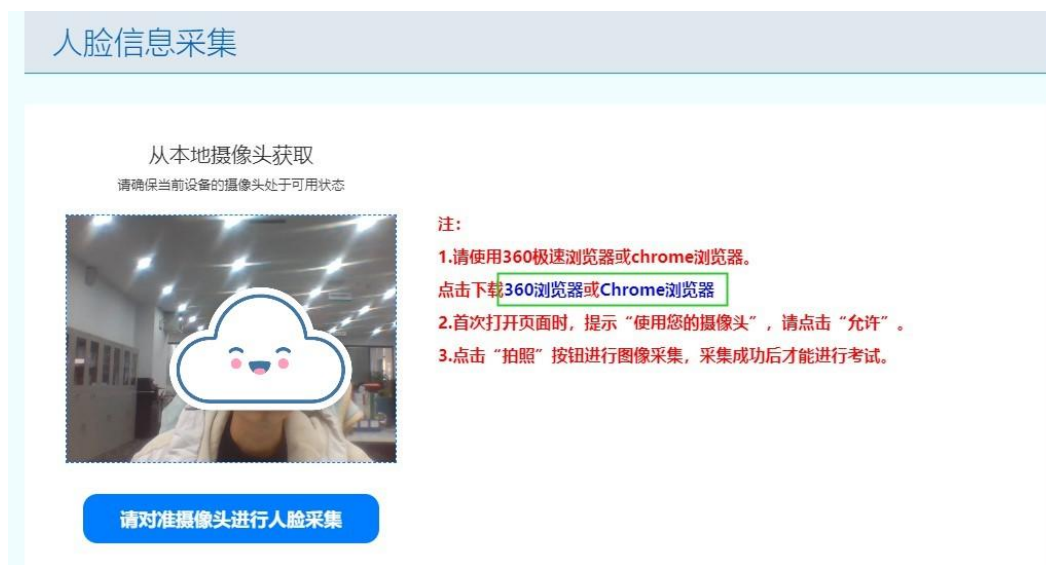 人脸信息采集
从本地摄像头获取
请确保当前设备的摄像头处于可用状态
注：
1.请使用360极速浏览器或chrome浏览器。
点击下载360浏览器或Chrome浏览器
2.首次打开页面时，提示“使用您的摄像头”，请点击“允许”。
3.点击“拍照”按钮进行图像采集，采集成功后才能进行考试。
请对准摄像头进行人脸采集